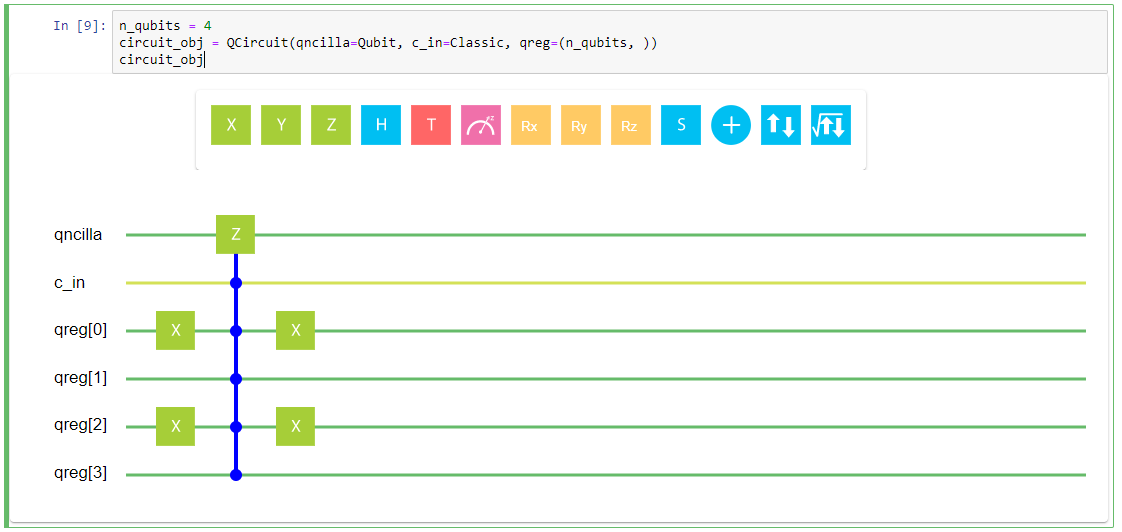 In [9]: n_qubits = 4
circuit_obj = QCircuit(qncilla=Qubit, c_in=Classic, qreg=(n_qubits, ))
circuit_obj
X Y Z H T z Rx Ry Rz S + √
qncilla Z
c_in
qreg[0] X X
qreg[1]
qreg[2] X X
qreg[3]